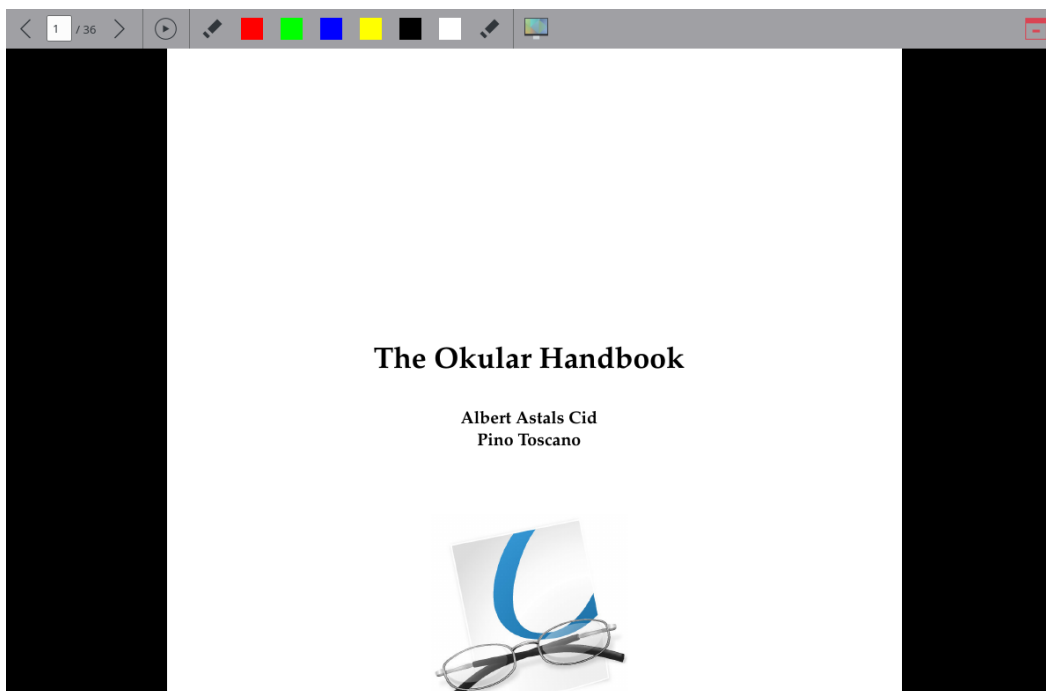 1 / 36
The Okular Handbook
Albert Astals Cid
Pino Toscano